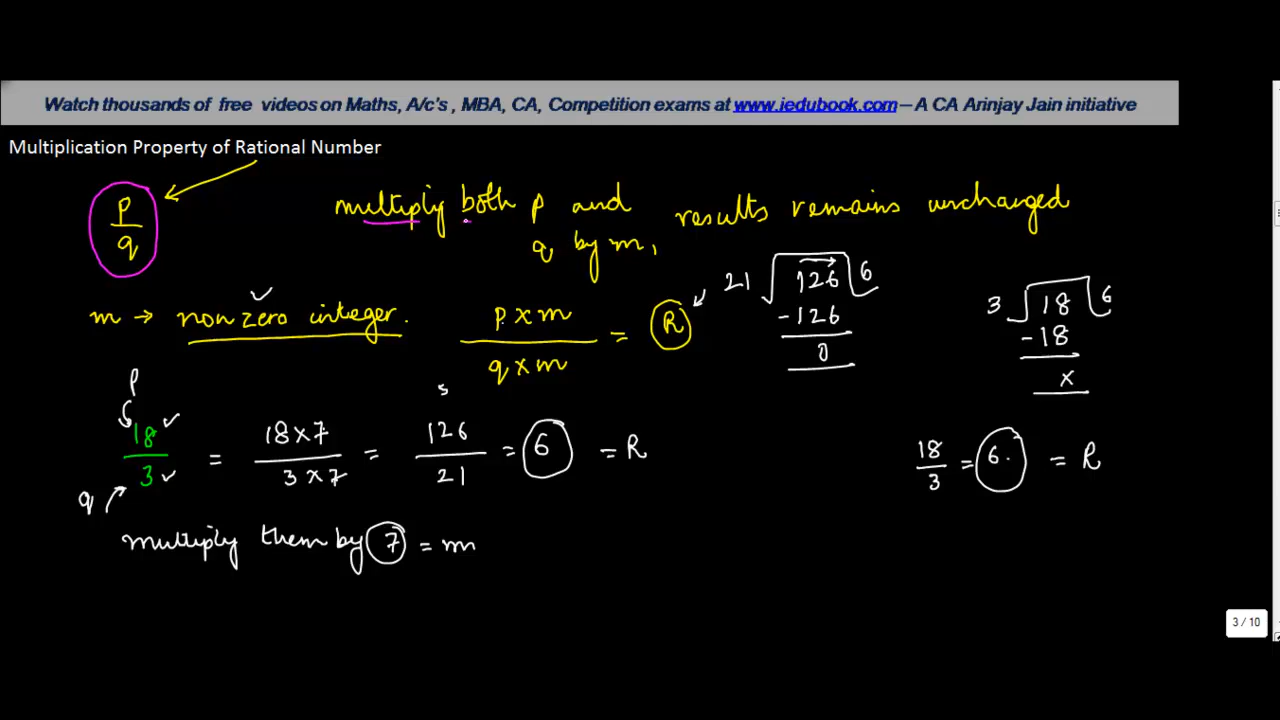 Watch thousands of free videos on Maths, A/c's , MBA, CA, Competition exams at www.iedubook.com – A CA Arinjay Jain initiative
Multiplication Property of Rational Number
p/q
multiply both p and q by m, results remains unchanged
m → non zero integer.
p × m / q × m = R
21 ) 126 ( 6
-126
0
3 ) 18 ( 6
-18
x
p
18/3 = 18×7 / 3×7 = 126/21 = 6 = R
q
18/3 = 6. = R
multiply them by 7 = m
3 / 10